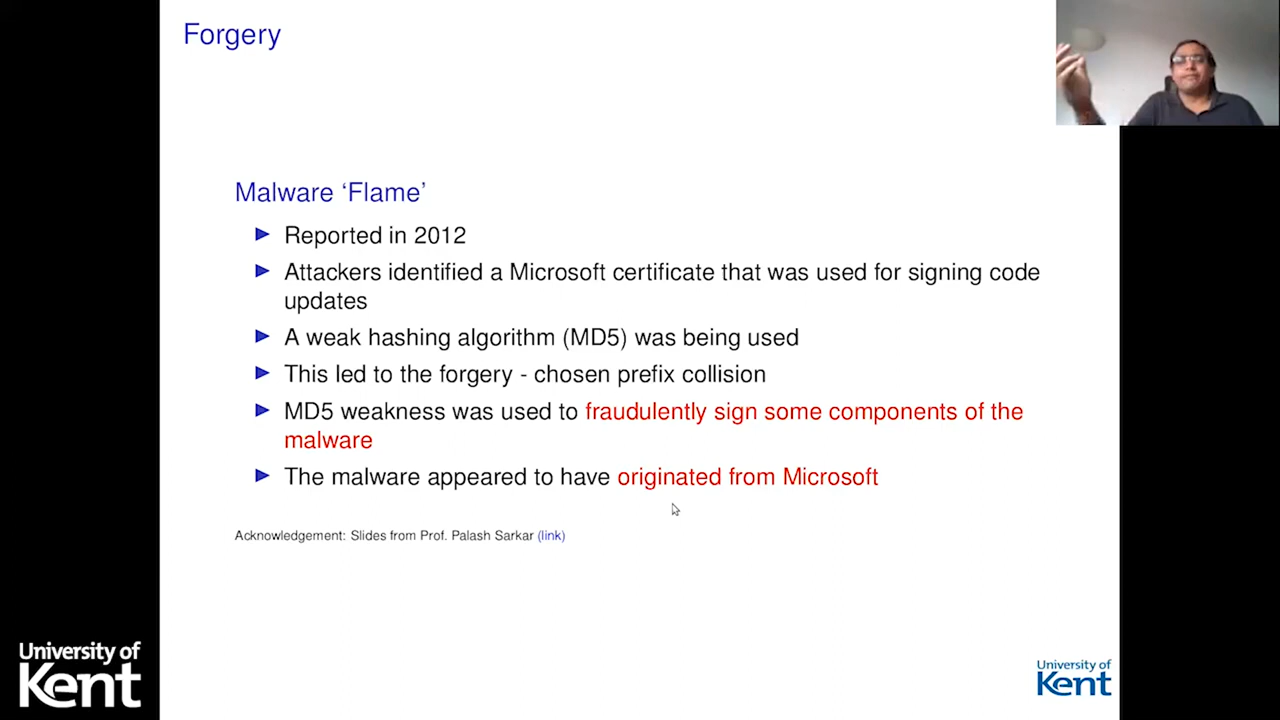 Forgery
Malware ‘Flame’
Reported in 2012
Attackers identified a Microsoft certificate that was used for signing code
updates
A weak hashing algorithm (MD5) was being used
This led to the forgery - chosen prefix collision
MD5 weakness was used to fraudulently sign some components of the
malware
The malware appeared to have originated from Microsoft
Acknowledgement: Slides from Prof. Palash Sarkar (link)
University of
Kent
University of
Kent